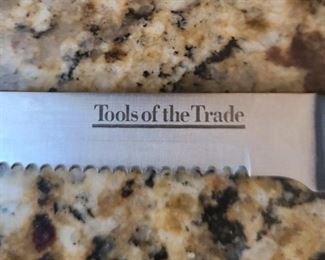 Tools of the Trade